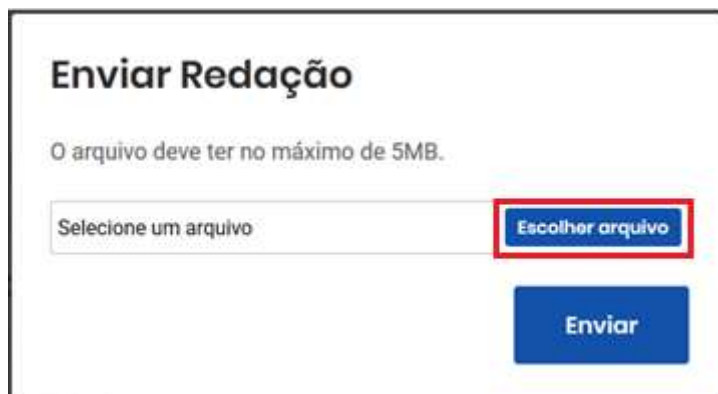 Enviar Redação
O arquivo deve ter no máximo de 5MB.
Selecione um arquivo
Escolher arquivo
Enviar